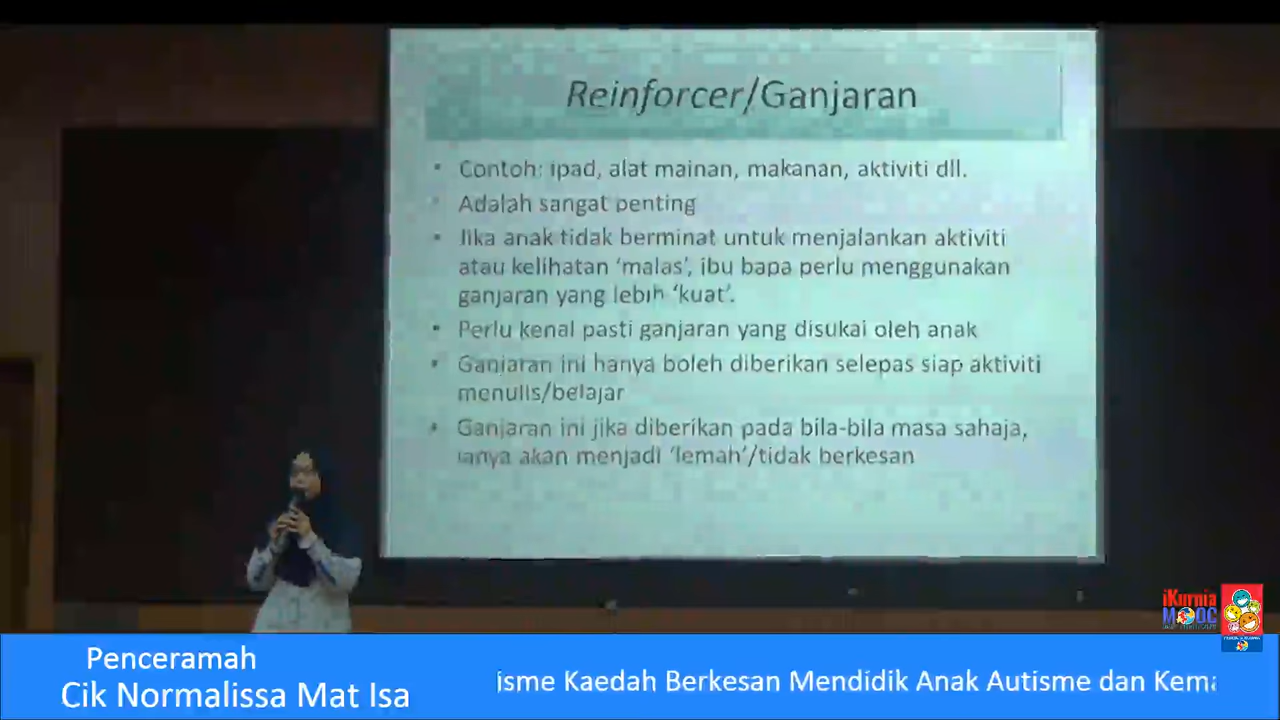 Reinforcer/Ganjaran
• Contoh: ipad, alat mainan, makanan, aktiviti dll.
• Adalah sangat penting
• Jika anak tidak berminat untuk menjalankan aktiviti
atau kelihatan ‘malas’, ibu bapa perlu menggunakan
ganjaran yang lebih ‘kuat’.
• Perlu kenal pasti ganjaran yang disukai oleh anak
• Ganjaran ini hanya boleh diberikan selepas siap aktiviti
menulis/belajar
• Ganjaran ini jika diberikan pada bila-bila masa sahaja,
ianya akan menjadi ‘lemah’/tidak berkesan
iKurnia
MOOC
Penceramah
Cik Normalissa Mat Isa
isme Kaedah Berkesan Mendidik Anak Autisme dan Kema